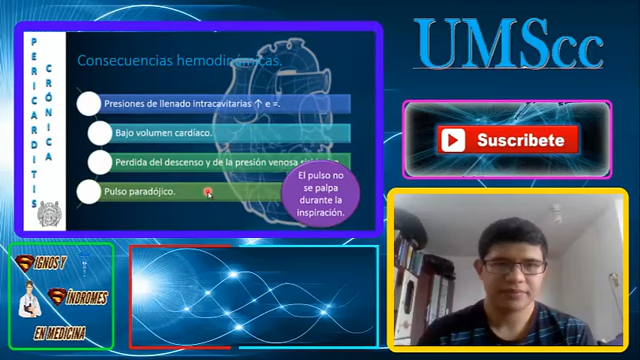 UMScc
PERICARDITIS
CRÓNICA
Consecuencias hemodinámicas.
Presiones de llenado intracavitarias ↑ e =.
Bajo volumen cardíaco.
Perdida del descenso y de la presión venosa
Pulso paradójico.
El pulso no
se palpa
durante la
inspiración.
Suscribete
SIGNOS Y
SÍNDROMES
EN MEDICINA